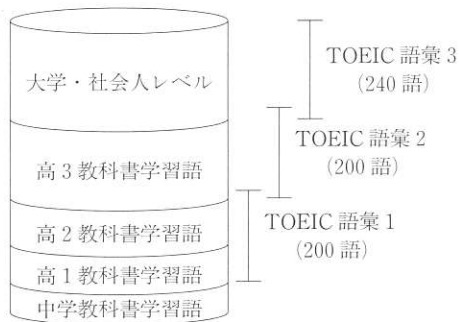 大学・社会人レベル
高3教科書学習語
高2教科書学習語
高1教科書学習語
中学教科書学習語
TOEIC 語彙 3
(240 語)
TOEIC 語彙 2
(200 語)
TOEIC 語彙 1
(200 語)